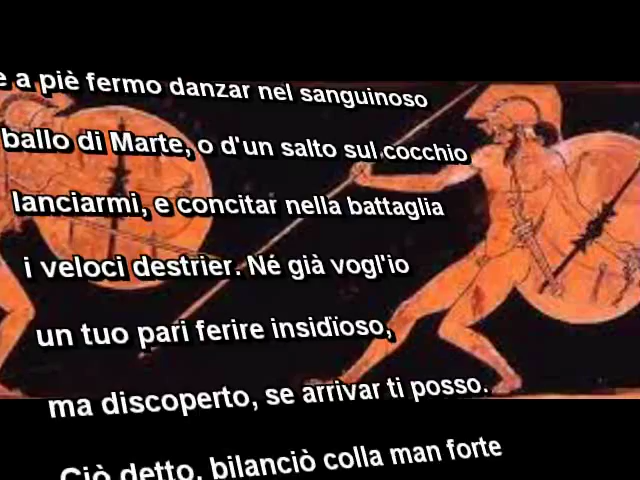 e a piè fermo danzar nel sanguinoso
ballo di Marte, o d'un salto sul cocchio
lanciarmi, e concitar nella battaglia
i veloci destrier. Né già vogl'io
un tuo pari ferire insidïoso,
ma discoperto, se arrivar ti posso.
Ciò detto, bilanciò colla man forte